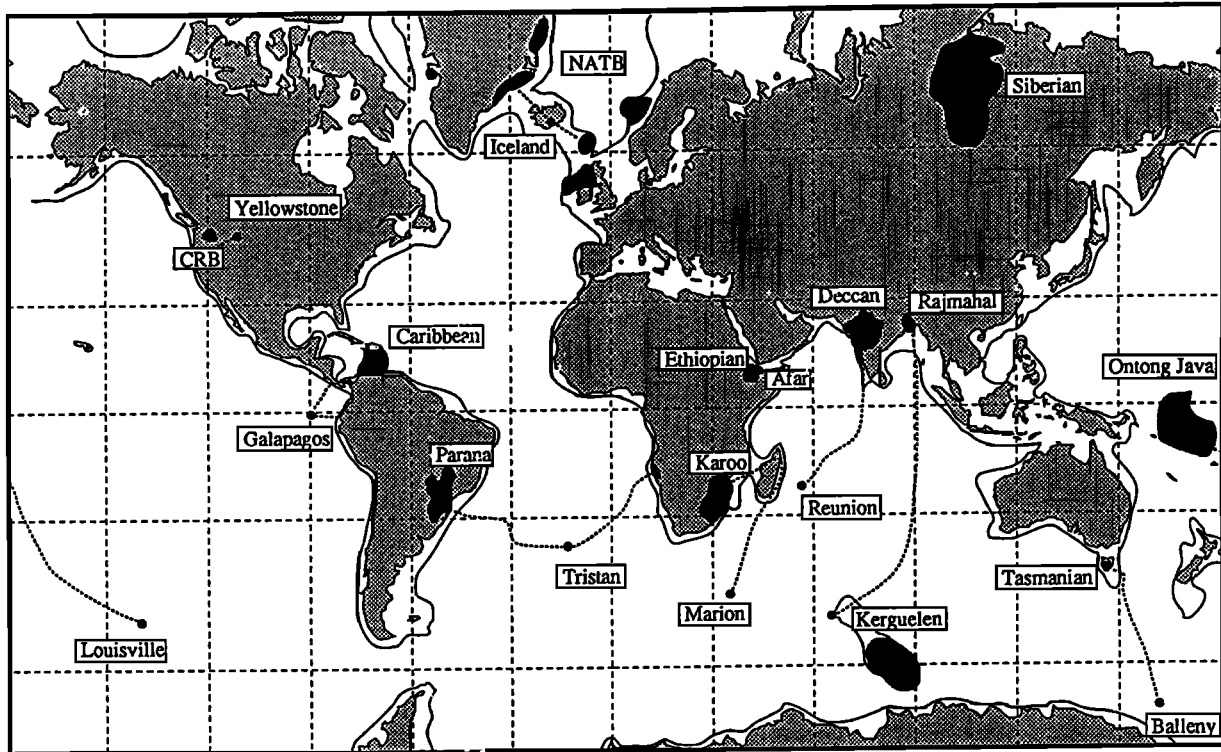 NATB
Siberian
Iceland
Yellowstone
CRB
Deccan
Rajmahal
Caribbean
Ethiopian
Afar
Ontong Java
Galapagos
Parana
Karoo
Reunion
Tristan
Tasmanian
Marion
Kerguelen
Louisville
Balleny